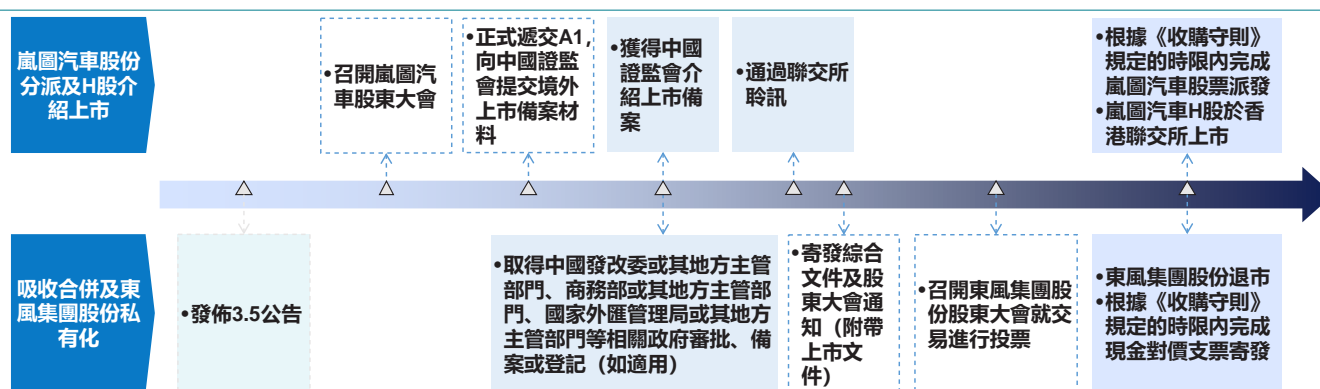 嵐圖汽車股份
分派及H股介
紹上市
•召開嵐圖汽
車股東大會
•正式遞交A1，
向中國證監
會提交境外
上市備案材
料
•獲得中國
證監會介
紹上市備
案
•通過聯交所
聆訊
•根據《收購守則》
規定的時限內完成
嵐圖汽車股票派發
•嵐圖汽車H股於香
港聯交所上市
吸收合併及東
風集團股份私
有化
•發佈3.5公告
•取得中國發改委或其地方主管
部門、商務部或其地方主管部
門、國家外匯管理局或其地方
主管部門等相關政府審批、備
案或登記（如適用）
•寄發綜合
文件及股
東大會通
知（附帶
上市文
件）
•召開東風集團股
份股東大會就交
易進行投票
•東風集團股份退市
•根據《收購守則》
規定的時限內完成
現金對價支票寄發